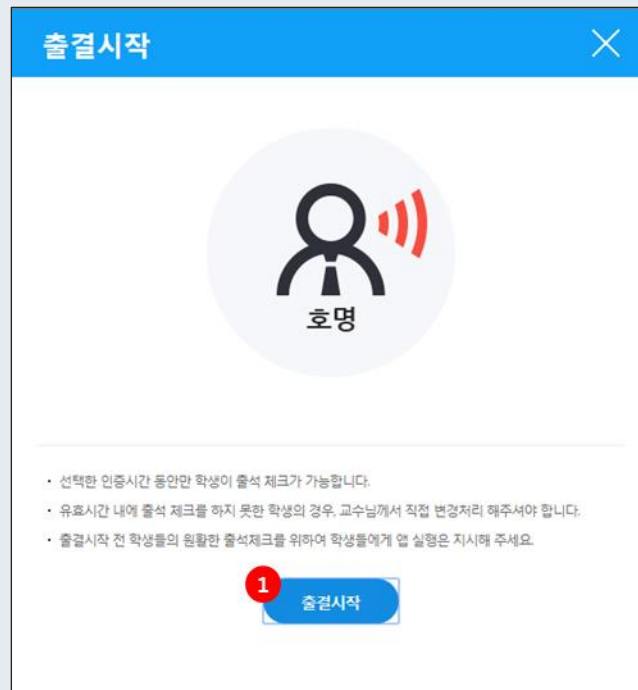 출결시작
호명
• 선택한 인증시간 동안만 학생이 출석 체크가 가능합니다.
• 유효시간 내에 출석 체크를 하지 못한 학생의 경우, 교수님께서 직접 변경처리 해주셔야 합니다.
• 출결시작 전 학생들의 원활한 출석체크를 위하여 학생들에게 앱 실행은 지시해 주세요.
1
출결시작